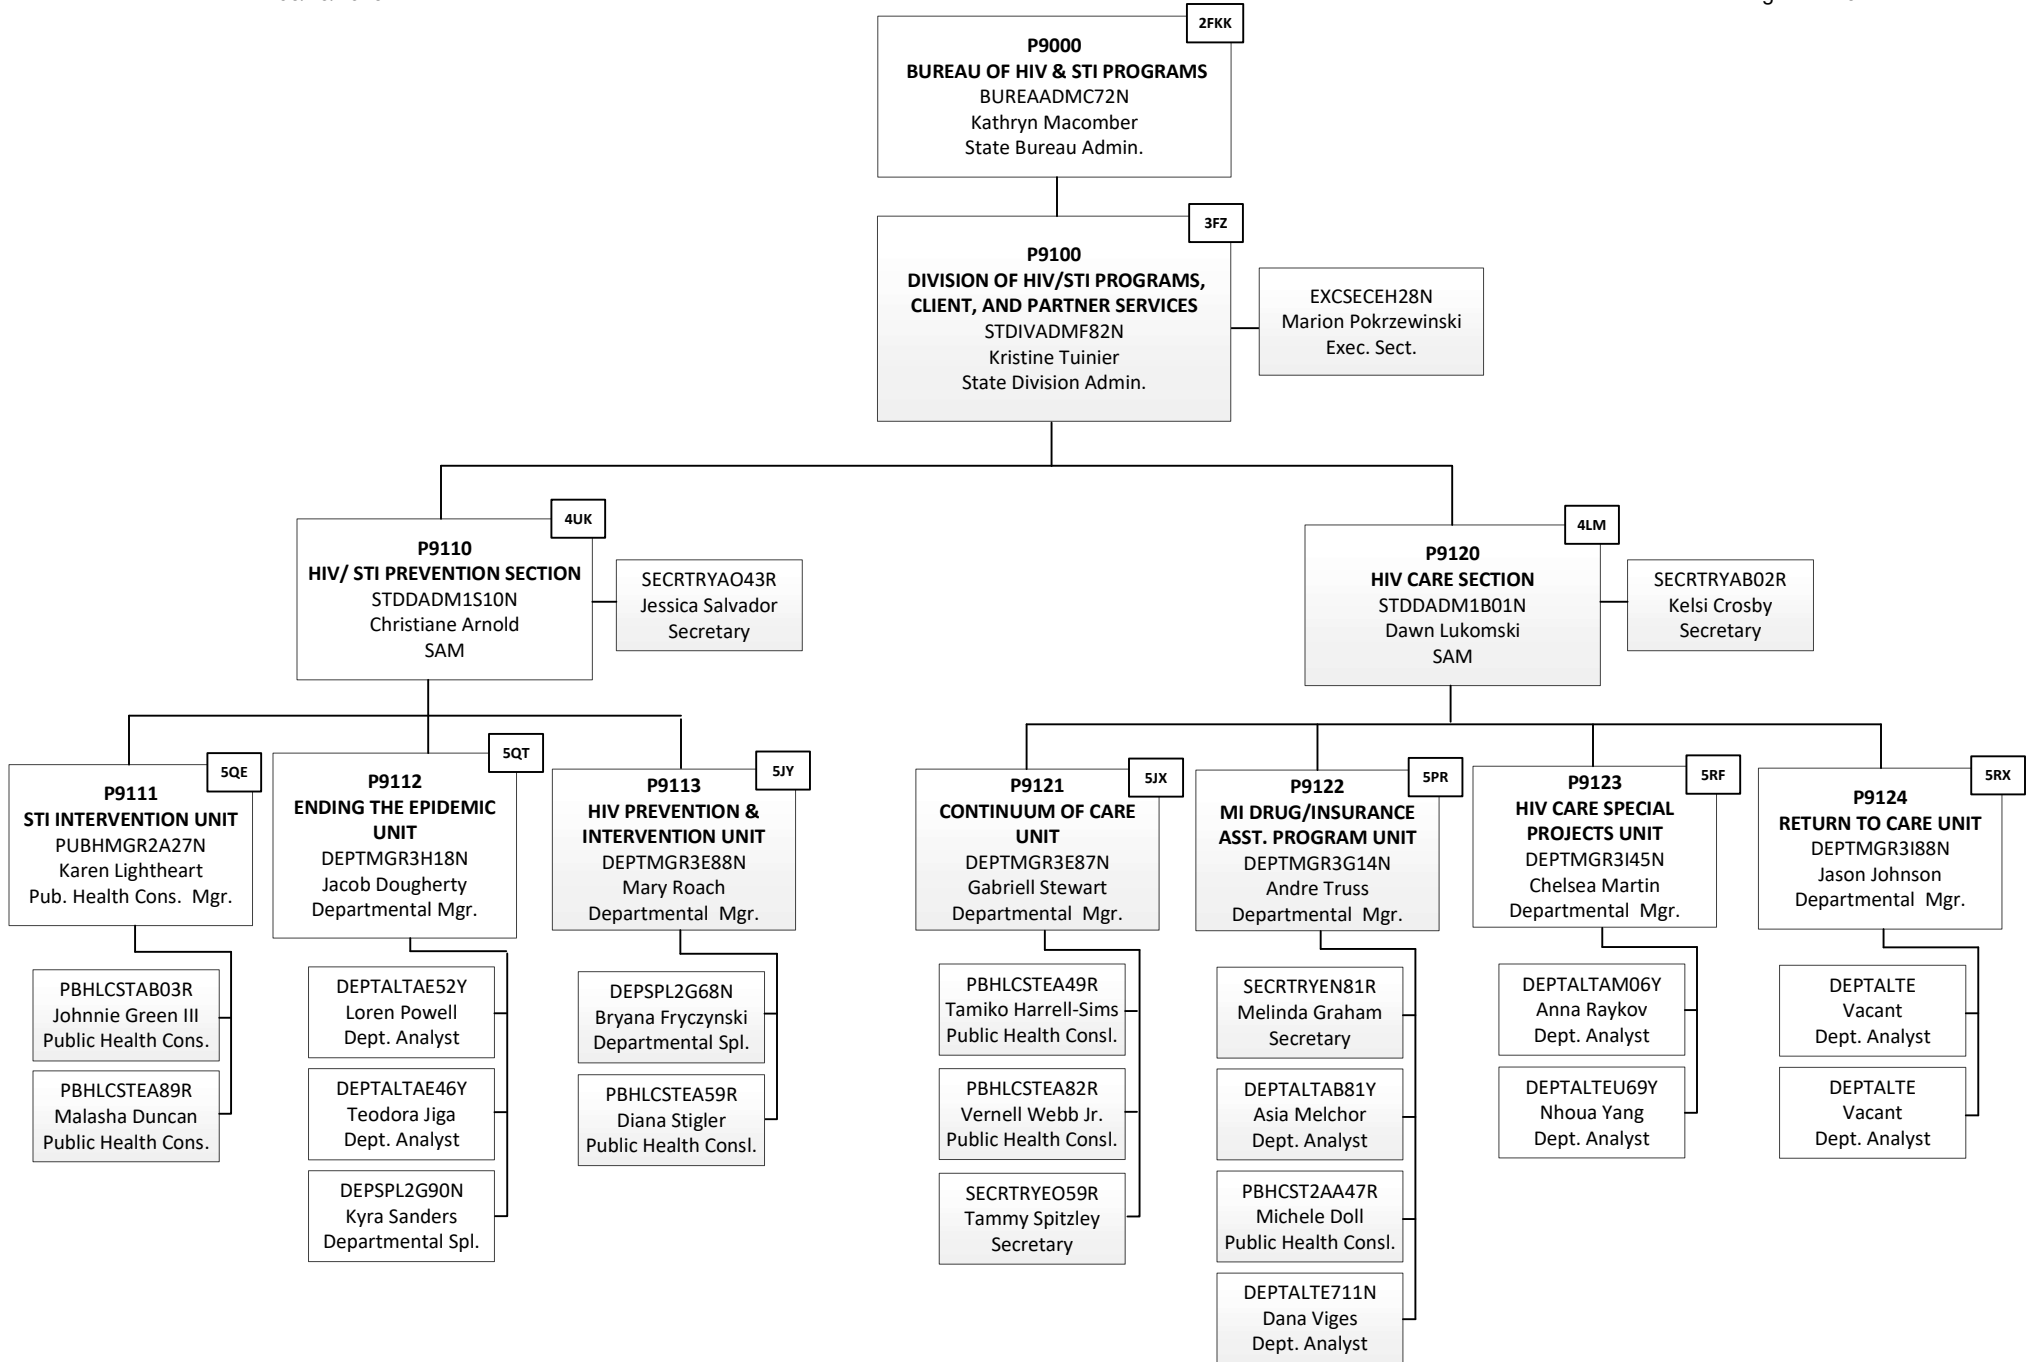 2FKK
P9000
BUREAU OF HIV & STI PROGRAMS
BUREAADMC72N
Kathryn Macomber
State Bureau Admin.
3FZ
P9100
DIVISION OF HIV/STI PROGRAMS,
CLIENT, AND PARTNER SERVICES
STDIVADMF82N
Kristine Tuinier
State Division Admin.
EXCSECEH28N
Marion Pokrzewinski
Exec. Sect.
4UK
P9110
HIV/ STI PREVENTION SECTION
STDDADM1S10N
Christiane Arnold
SAM
SECRTRYAO43R
Jessica Salvador
Secretary
4LM
P9120
HIV CARE SECTION
STDDADM1B01N
Dawn Lukomski
SAM
SECRTRYAB02R
Kelsi Crosby
Secretary
5QE
P9111
STI INTERVENTION UNIT
PUBHMGR2A27N
Karen Lightheart
Pub. Health Cons. Mgr.
PBHLCSTAB03R
Johnnie Green III
Public Health Cons.
PBHLCSTEA89R
Malasha Duncan
Public Health Cons.
5QT
P9112
ENDING THE EPIDEMIC
UNIT
DEPTMGR3H18N
Jacob Dougherty
Departmental Mgr.
DEPTALTAE52Y
Loren Powell
Dept. Analyst
DEPTALTAE46Y
Teodora Jiga
Dept. Analyst
DEPSPL2G90N
Kyra Sanders
Departmental Spl.
5JY
P9113
HIV PREVENTION &
INTERVENTION UNIT
DEPTMGR3E88N
Mary Roach
Departmental Mgr.
DEPSPL2G68N
Bryana Fryczynski
Departmental Spl.
PBHLCSTEA59R
Diana Stigler
Public Health Consl.
5JX
P9121
CONTINUUM OF CARE
UNIT
DEPTMGR3E87N
Gabriell Stewart
Departmental Mgr.
PBHLCSTEA49R
Tamiko Harrell-Sims
Public Health Consl.
PBHLCSTEA82R
Vernell Webb Jr.
Public Health Consl.
SECRTRYEO59R
Tammy Spitzley
Secretary
5PR
P9122
MI DRUG/INSURANCE
ASST. PROGRAM UNIT
DEPTMGR3G14N
Andre Truss
Departmental Mgr.
SECRTRYEN81R
Melinda Graham
Secretary
DEPTALTAB81Y
Asia Melchor
Dept. Analyst
PBHCST2AA47R
Michele Doll
Public Health Consl.
DEPTALTE711N
Dana Viges
Dept. Analyst
5RF
P9123
HIV CARE SPECIAL
PROJECTS UNIT
DEPTMGR3I45N
Chelsea Martin
Departmental Mgr.
DEPTALTAM06Y
Anna Raykov
Dept. Analyst
DEPTALTEU69Y
Nhoua Yang
Dept. Analyst
5RX
P9124
RETURN TO CARE UNIT
DEPTMGR3I88N
Jason Johnson
Departmental Mgr.
DEPTALTE
Vacant
Dept. Analyst
DEPTALTE
Vacant
Dept. Analyst